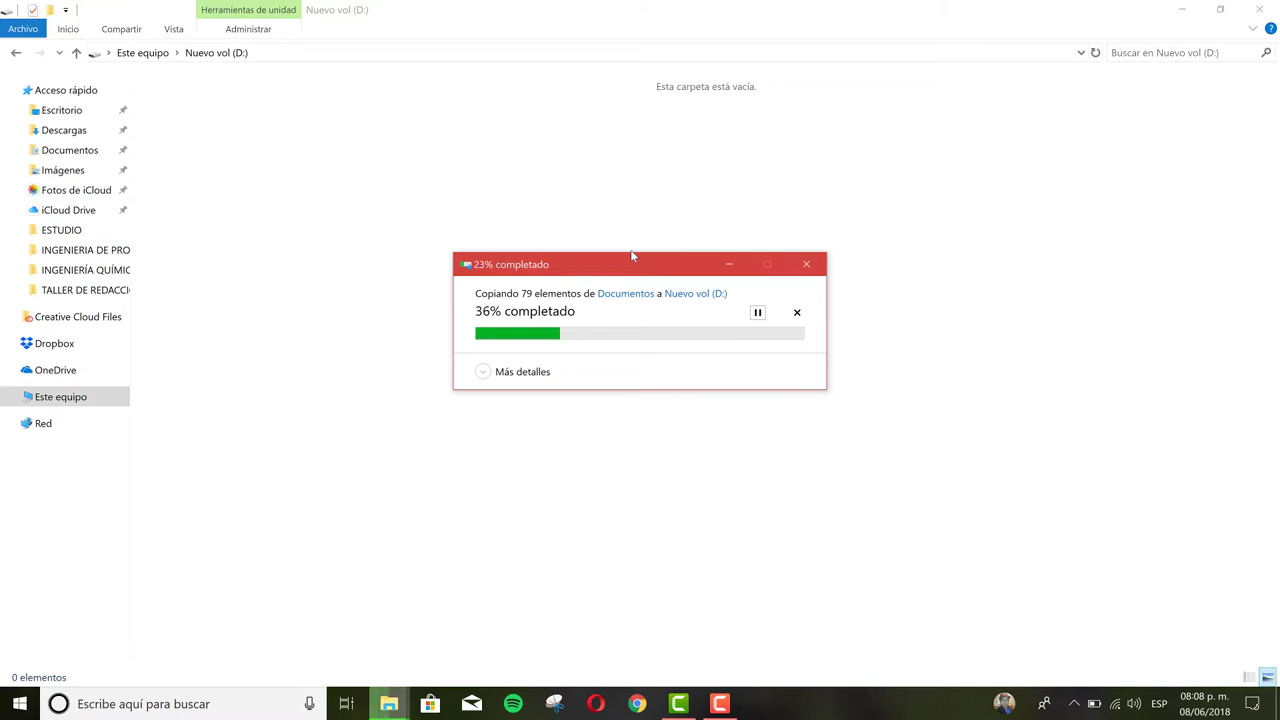 Herramientas de unidad
Nuevo vol (D:)
Archivo
Inicio
Compartir
Vista
Administrar
Este equipo
Nuevo vol (D:)
Buscar en Nuevo vol (D:)
Esta carpeta está vacía.
Acceso rápido
Escritorio
Descargas
Documentos
Imágenes
Fotos de iCloud
iCloud Drive
ESTUDIO
INGENIERIA DE PRO
INGENIERÍA QUÍMIC
TALLER DE REDACCI
Creative Cloud Files
Dropbox
OneDrive
Este equipo
Red
23% completado
Copiando 79 elementos de Documentos a Nuevo vol (D:)
36% completado
Más detalles
0 elementos
Escribe aquí para buscar
ESP
08:08 p. m.
08/06/2018